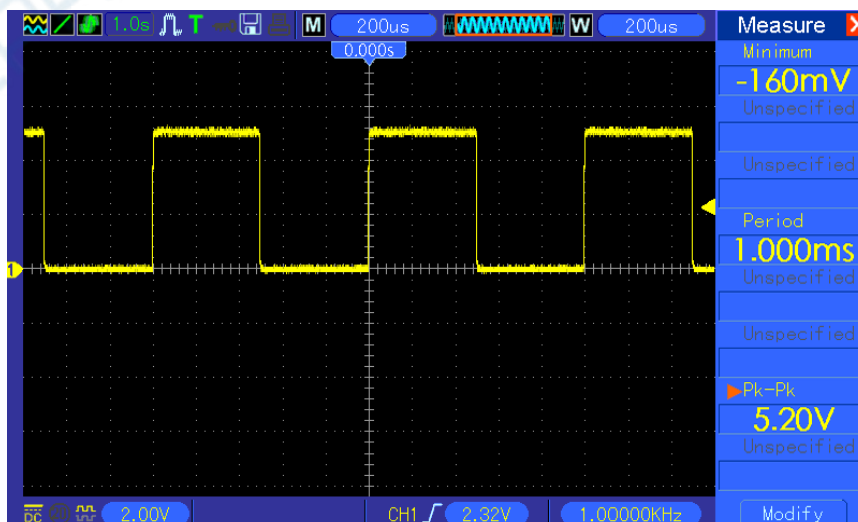 1.0s T M 200us W 200us Measure X
0.000s
Minimum
-160mV
Unspecified
Unspecified
Period
1.000ms
Unspecified
Unspecified
Pk-Pk
5.20V
Unspecified
1
DC 2.00V CH1 2.32V 1.00000KHz Modify